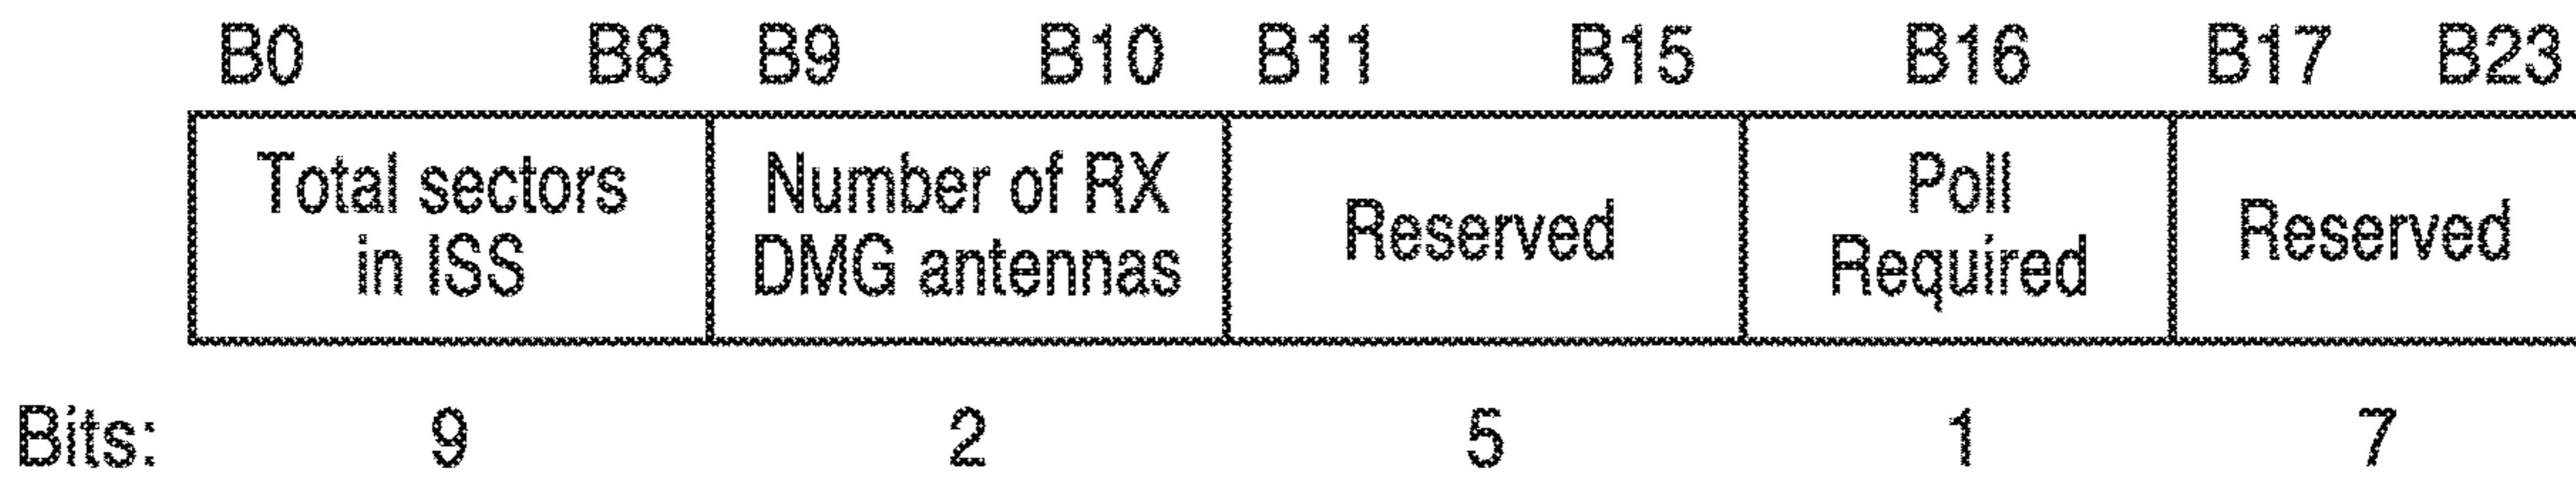 B0 B8 B9 B10 B11 B15 B16 B17 B23
Total sectors in ISS
Number of RX DMG antennas
Reserved
Poll Required
Reserved
Bits: 9 2 5 1 7